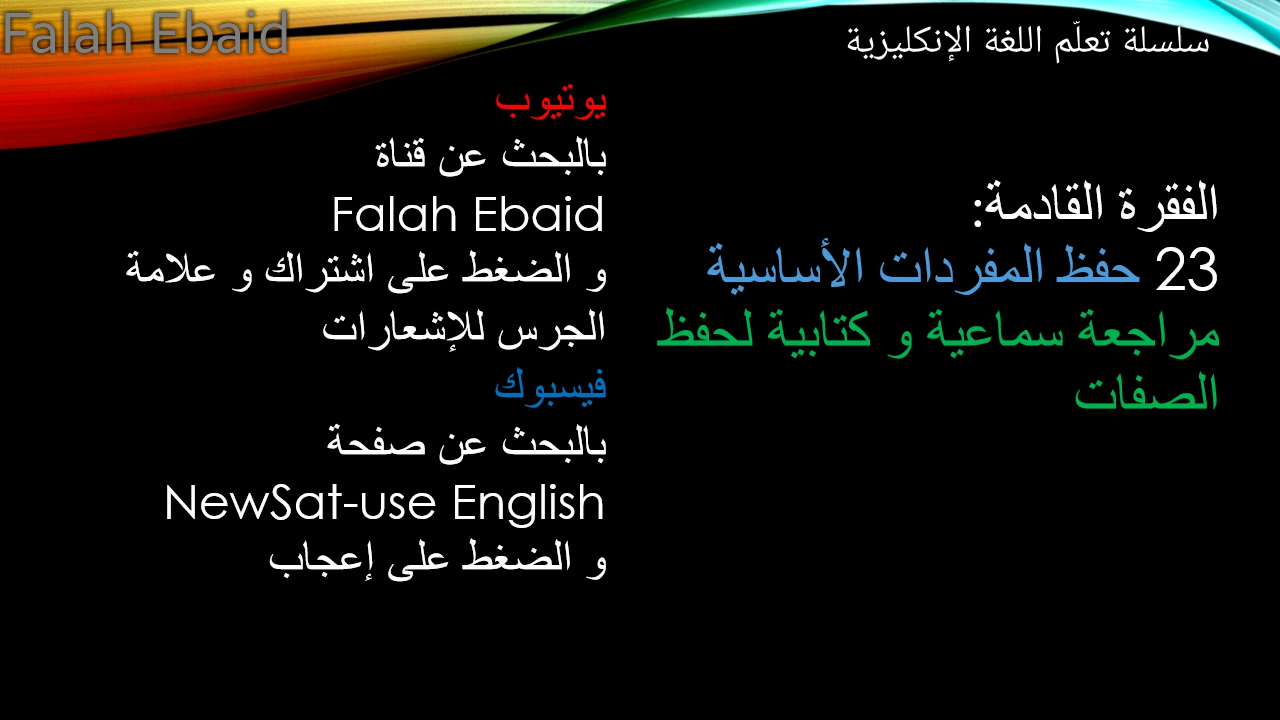 Falah Ebaid
سلسلة تعلّم اللغة الإنكليزية
الفقرة القادمة:
23 حفظ المفردات الأساسية
مراجعة سماعية و كتابية لحفظ
الصفات
يوتيوب
بالبحث عن قناة
Falah Ebaid
و الضغط على اشتراك و علامة
الجرس للإشعارات
فيسبوك
بالبحث عن صفحة
NewSat-use English
و الضغط على إعجاب